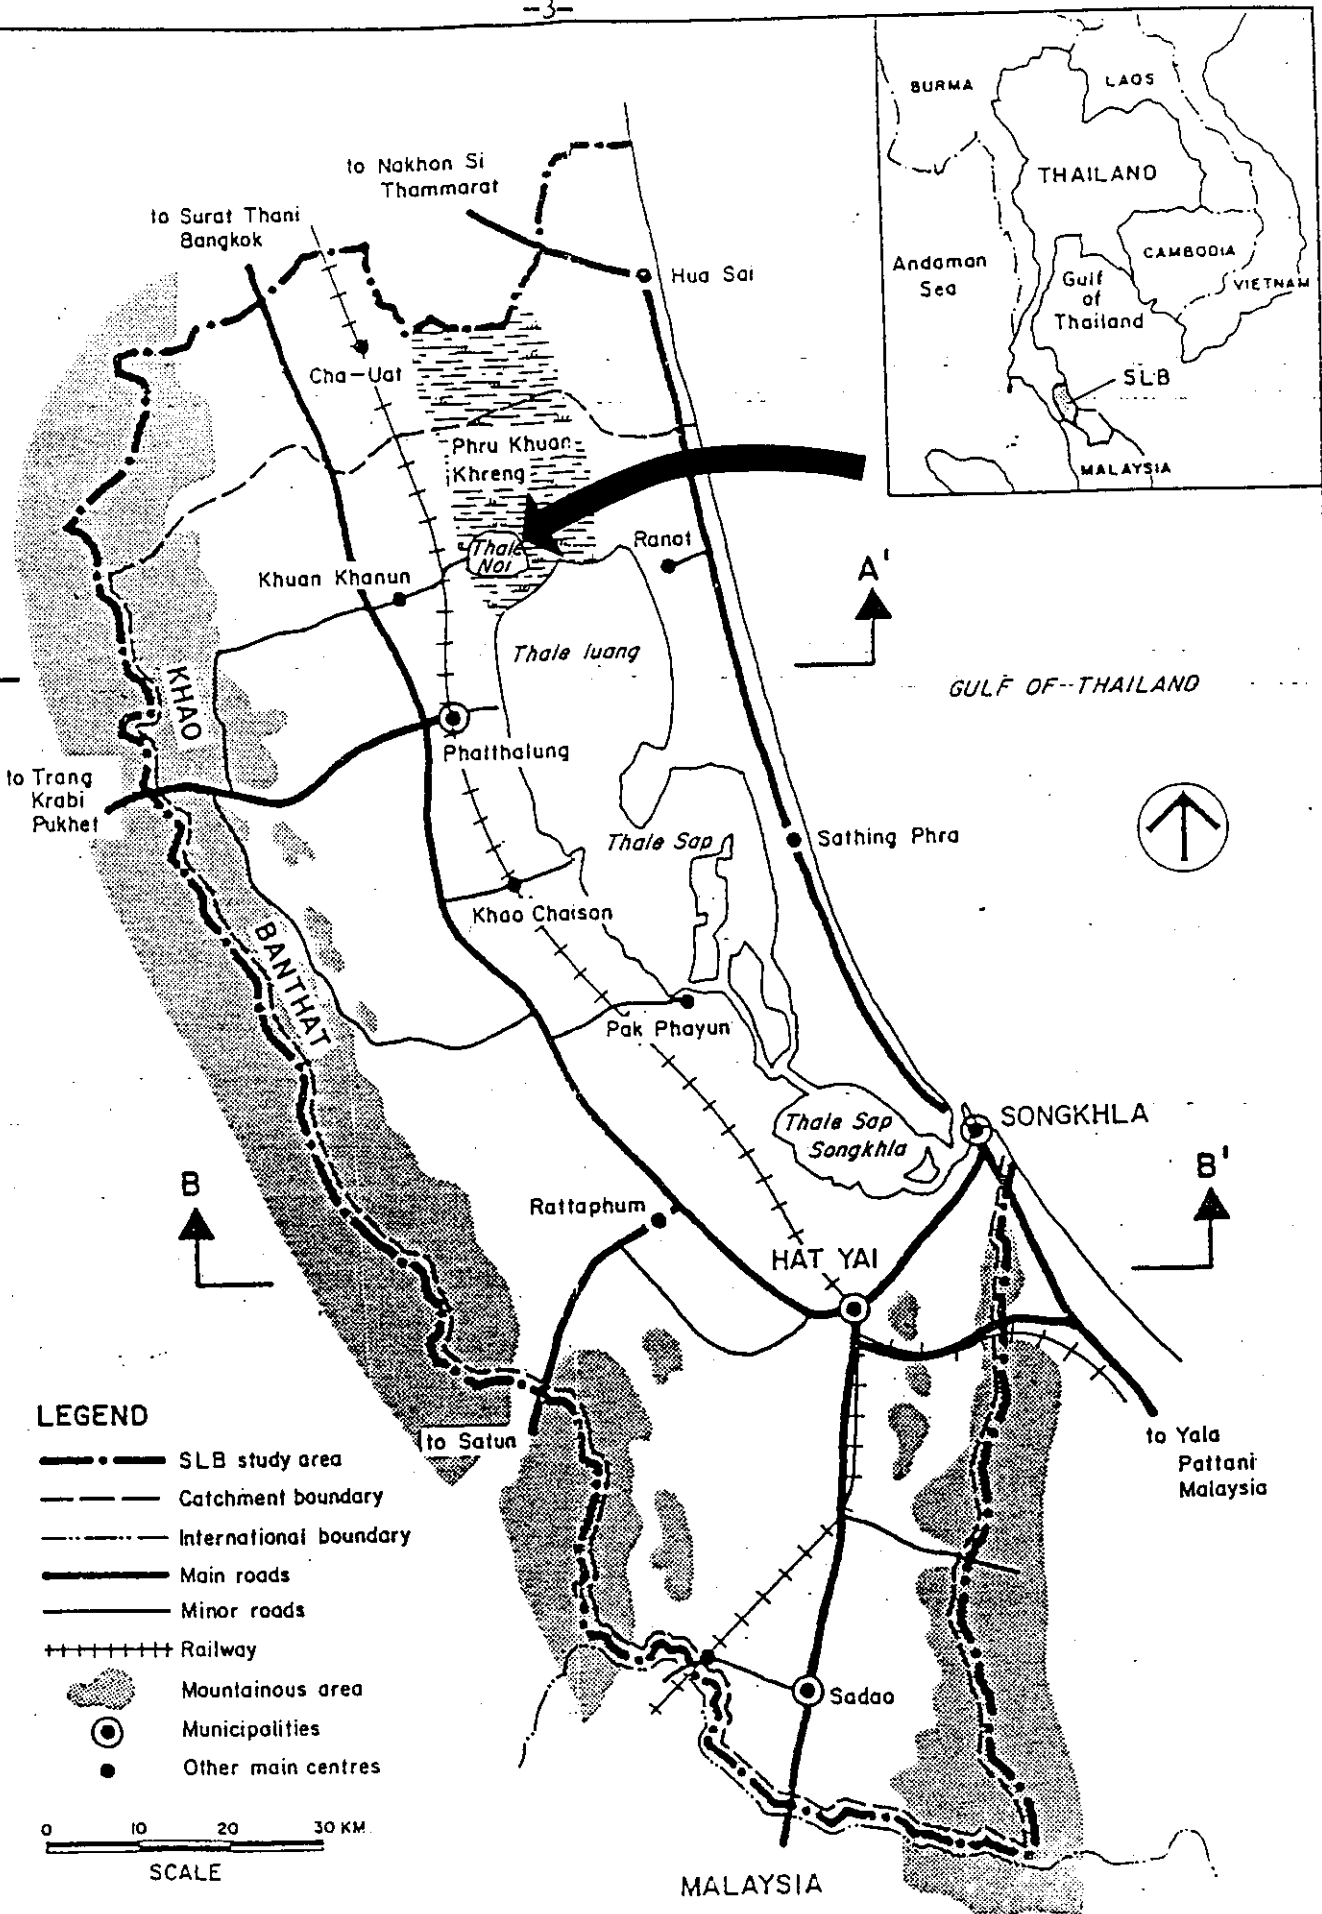 -3-
BURMA
LAOS
THAILAND
CAMBODIA
VIETNAM
Andaman
Sea
Gulf
of
Thailand
SLB
MALAYSIA
to Nakhon Si
Thammarat
to Surat Thani
Bangkok
Hua Sai
Cha-Uat
Phru Khuan
Khreng
Thale
Noi
Ranot
Khuan Khanun
A'
Thale luang
GULF OF THAILAND
KHAO
Phatthalung
to Trang
Krabi
Pukhet
Thale Sap
Sathing Phra
Khao Chaison
BANTHAT
Pak Phayun
Thale Sap
Songkhla
SONGKHLA
B
B'
Rattaphum
HAT YAI
to Satun
to Yala
Pattani
Malaysia
Sadao
MALAYSIA
LEGEND
SLB study area
Catchment boundary
International boundary
Main roads
Minor roads
Railway
Mountainous area
Municipalities
Other main centres
0 10 20 30 KM.
SCALE